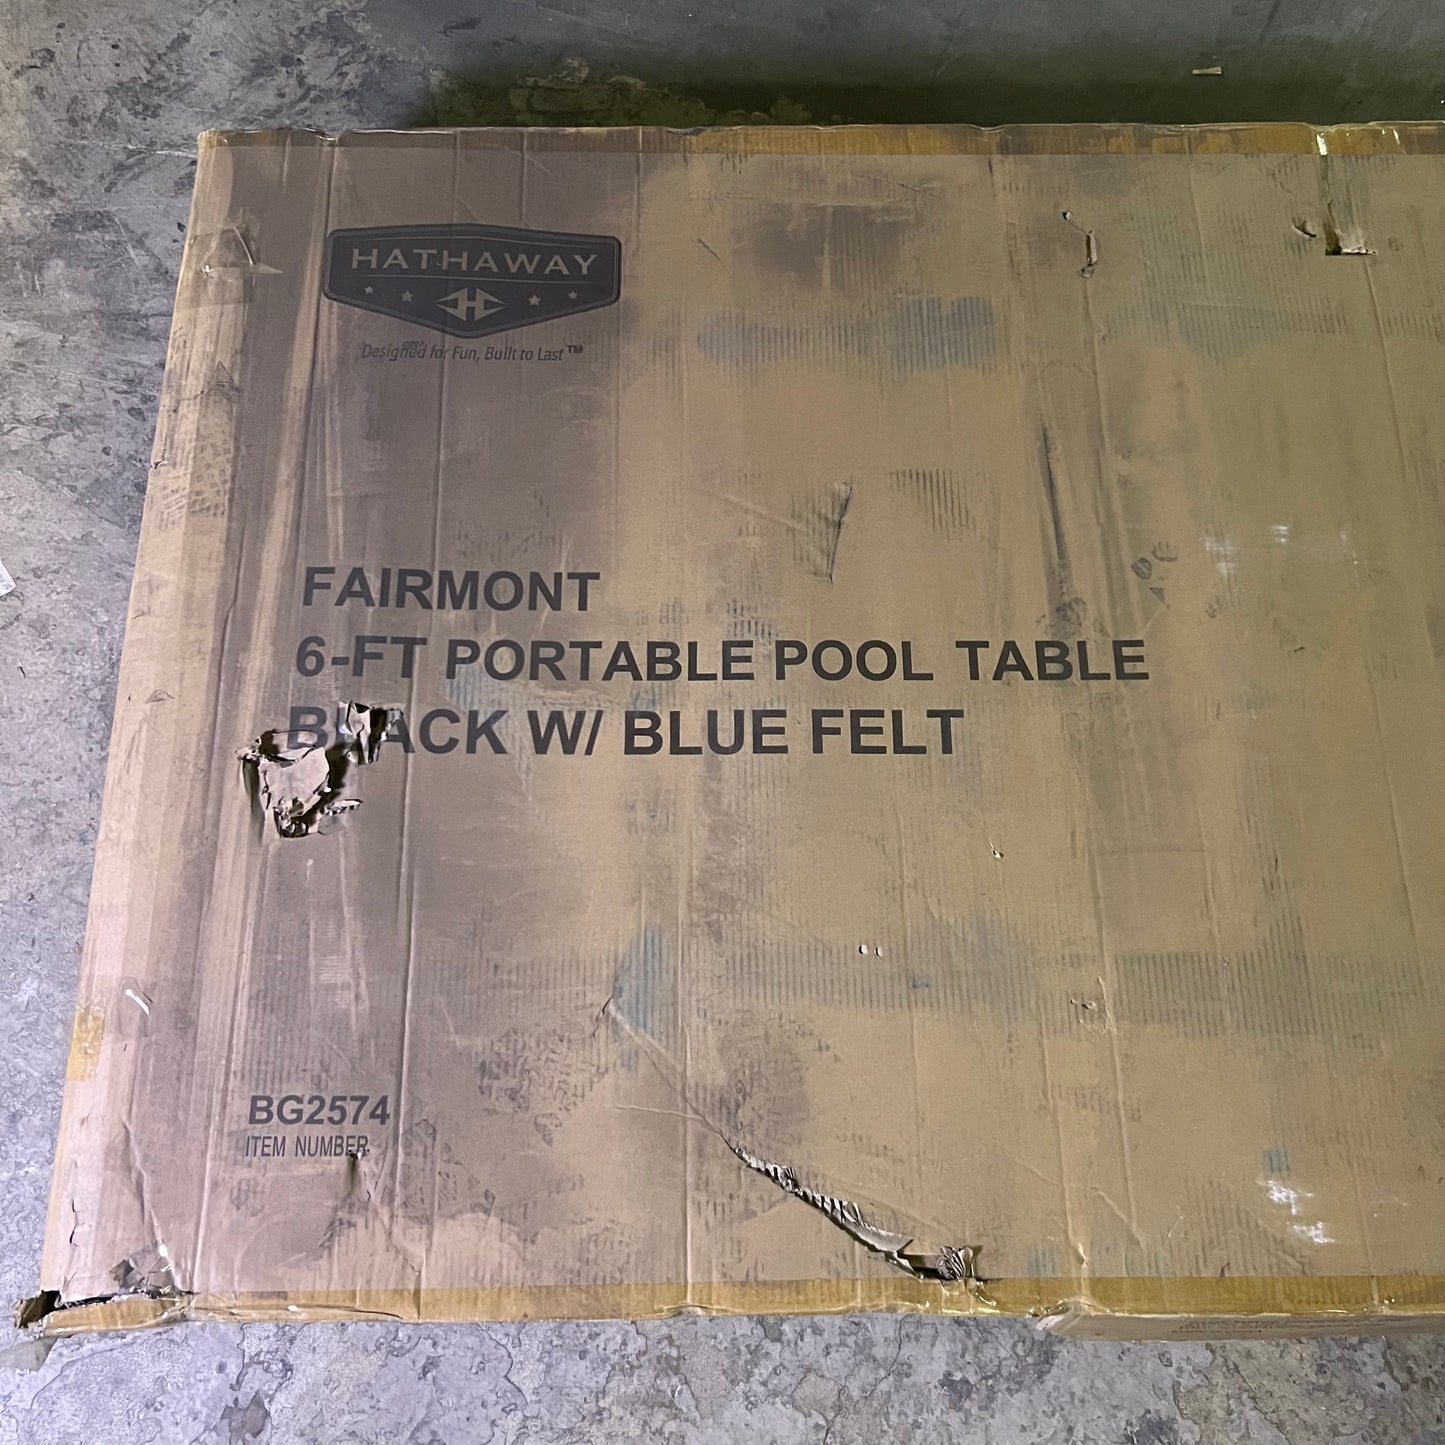 HATHAWAY
H
Designed for Fun, Built to Last™
FAIRMONT
6-FT PORTABLE POOL TABLE
BLACK W/ BLUE FELT
BG2574
ITEM NUMBER